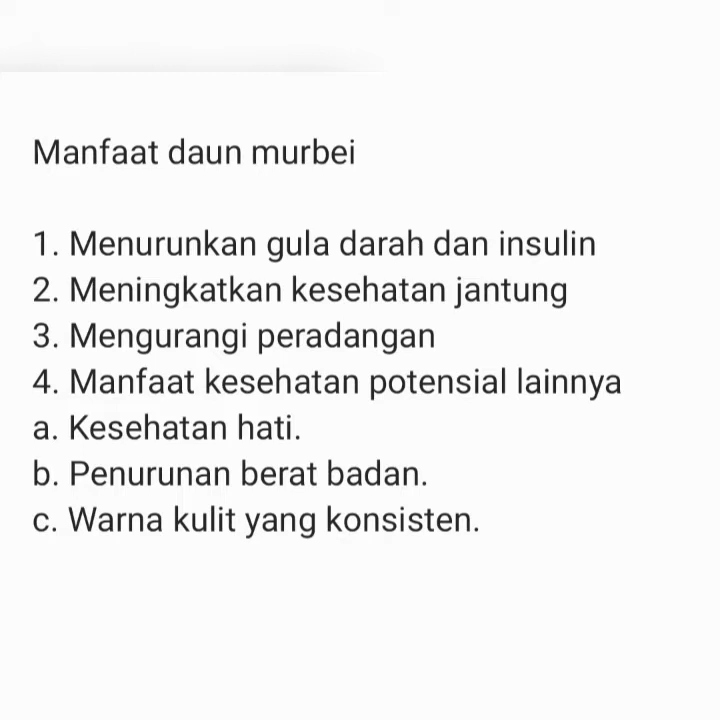 Manfaat daun murbei
1. Menurunkan gula darah dan insulin
2. Meningkatkan kesehatan jantung
3. Mengurangi peradangan
4. Manfaat kesehatan potensial lainnya
a. Kesehatan hati.
b. Penurunan berat badan.
c. Warna kulit yang konsisten.